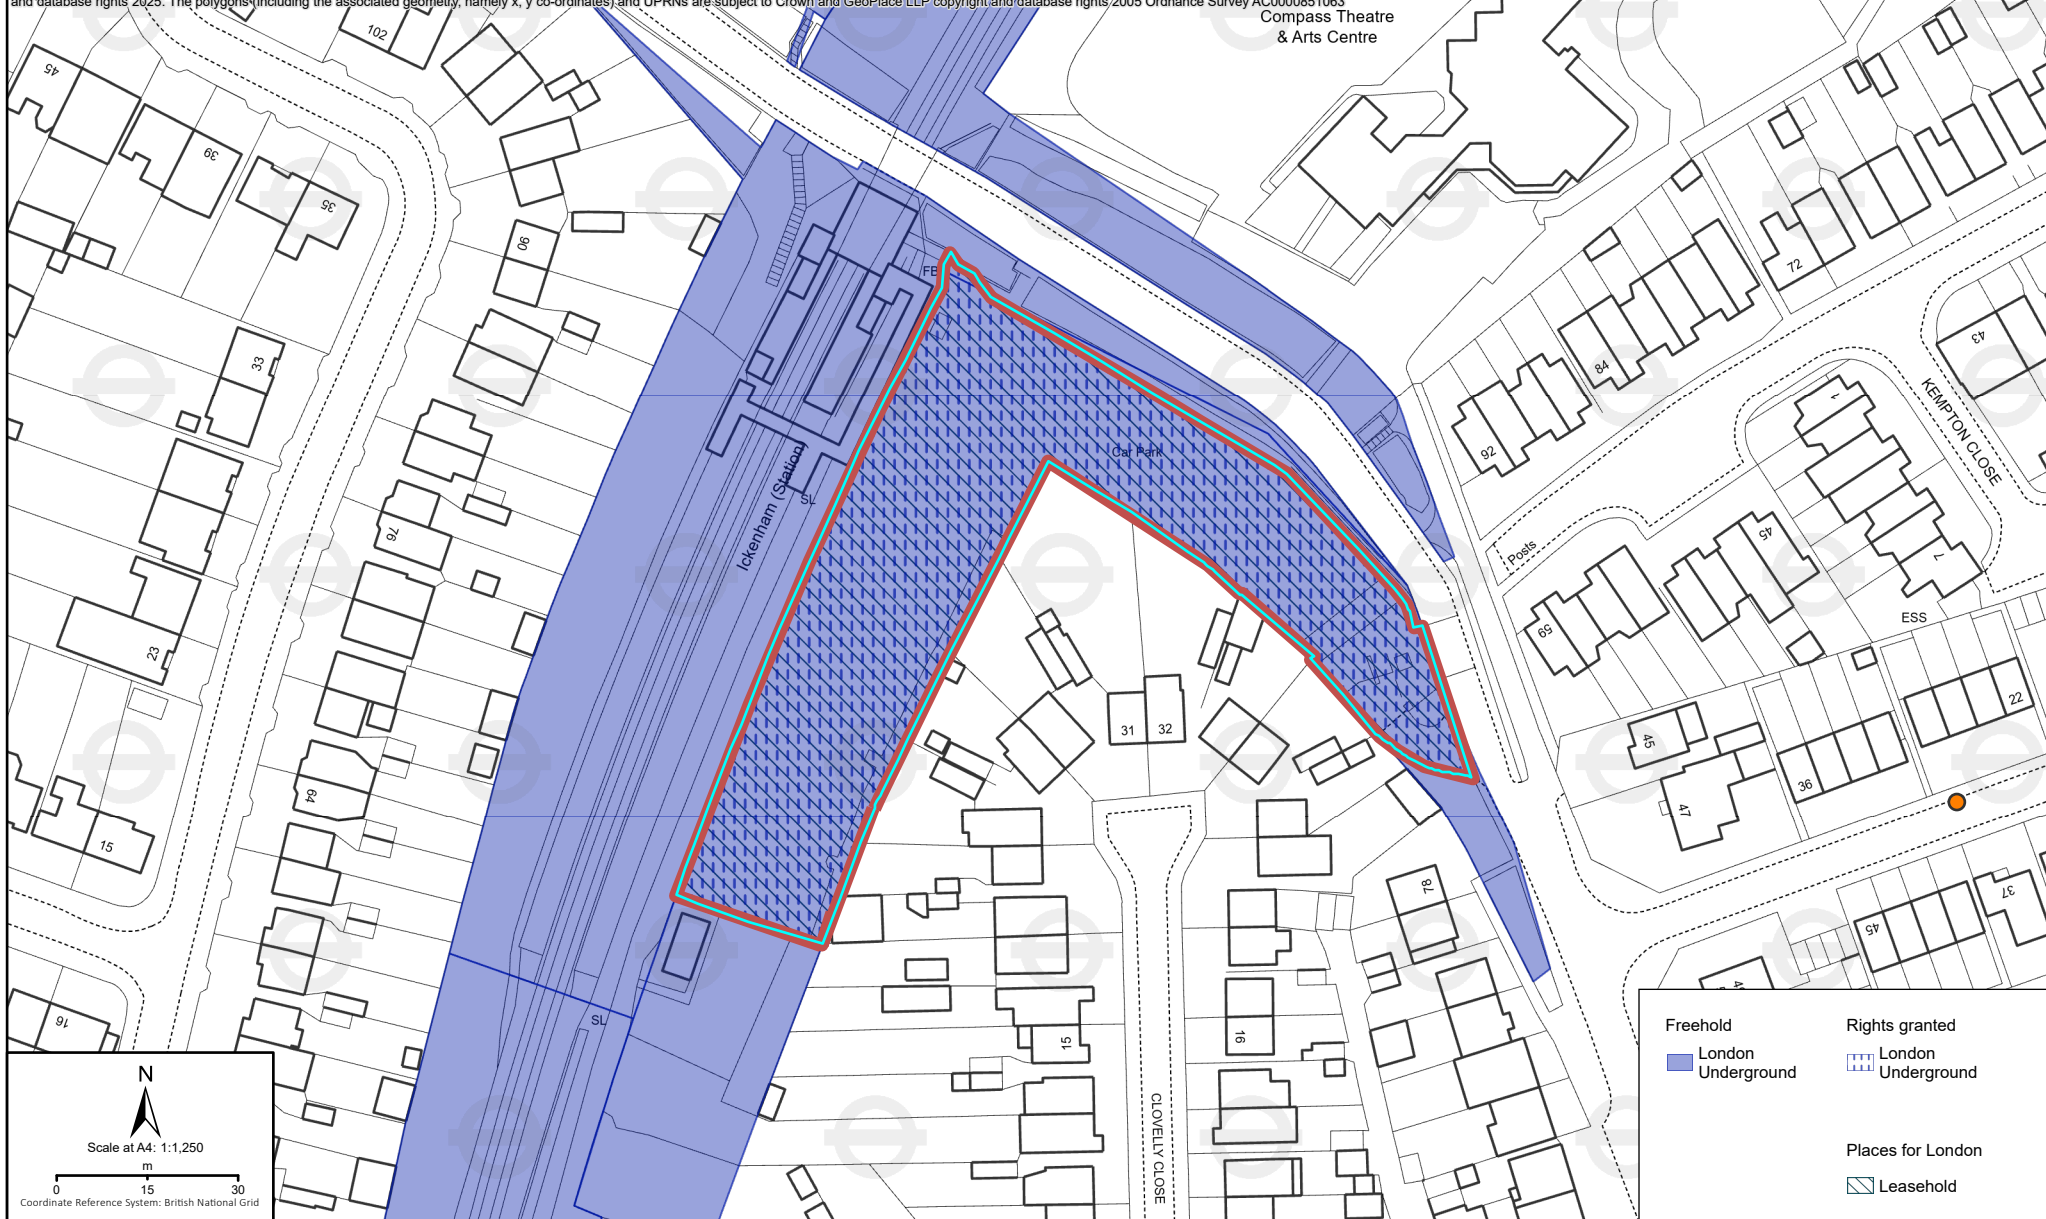 and database rights 2025. The polygons (including the associated geometry, namely x, y co-ordinates) and UPRNs are subject to Crown and GeoPlace LLP copyright and database rights 2005 Ordnance Survey AC0000851063
Compass Theatre
& Arts Centre
102
45
39
35
90
33
76
23
64
15
16
FB
Car Park
Ickenham (Station)
SL
SL
72
84
92
43
KEMPTON CLOSE
1
7
Posts
45
59
ESS
22
45
36
47
37
45
31
32
78
15
16
CLOVELLY CLOSE
N
Scale at A4: 1:1,250
m
0 15 30
Coordinate Reference System: British National Grid
Freehold
London
Underground
Rights granted
London
Underground
Places for London
Leasehold